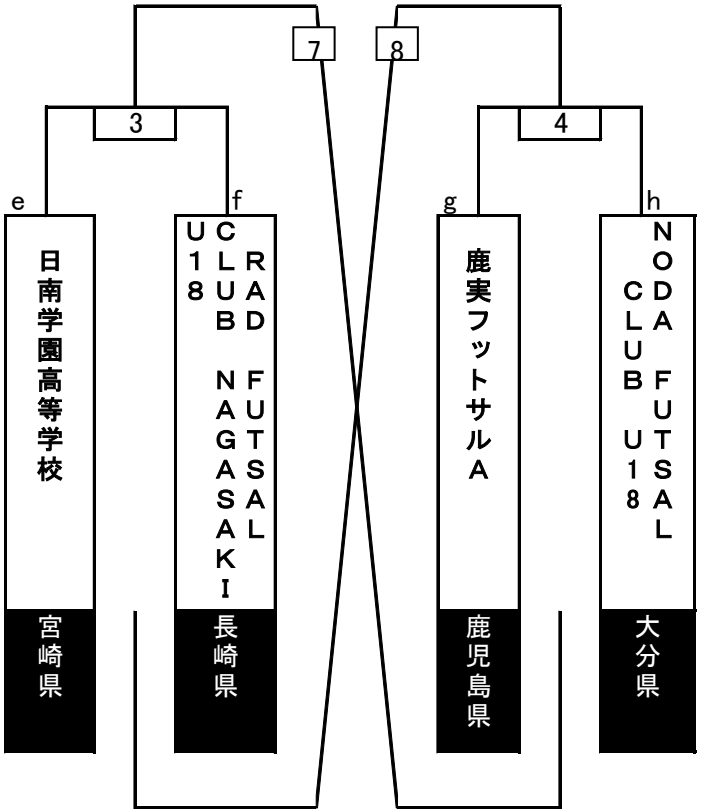 7
8
3
4
e
f
g
h
日南学園高等学校
RAD FUTSAL
CLUB NAGASAKI
U18
鹿実フットサルA
NODA FUTSAL
CLUB U18
宮崎県
長崎県
鹿児島県
大分県